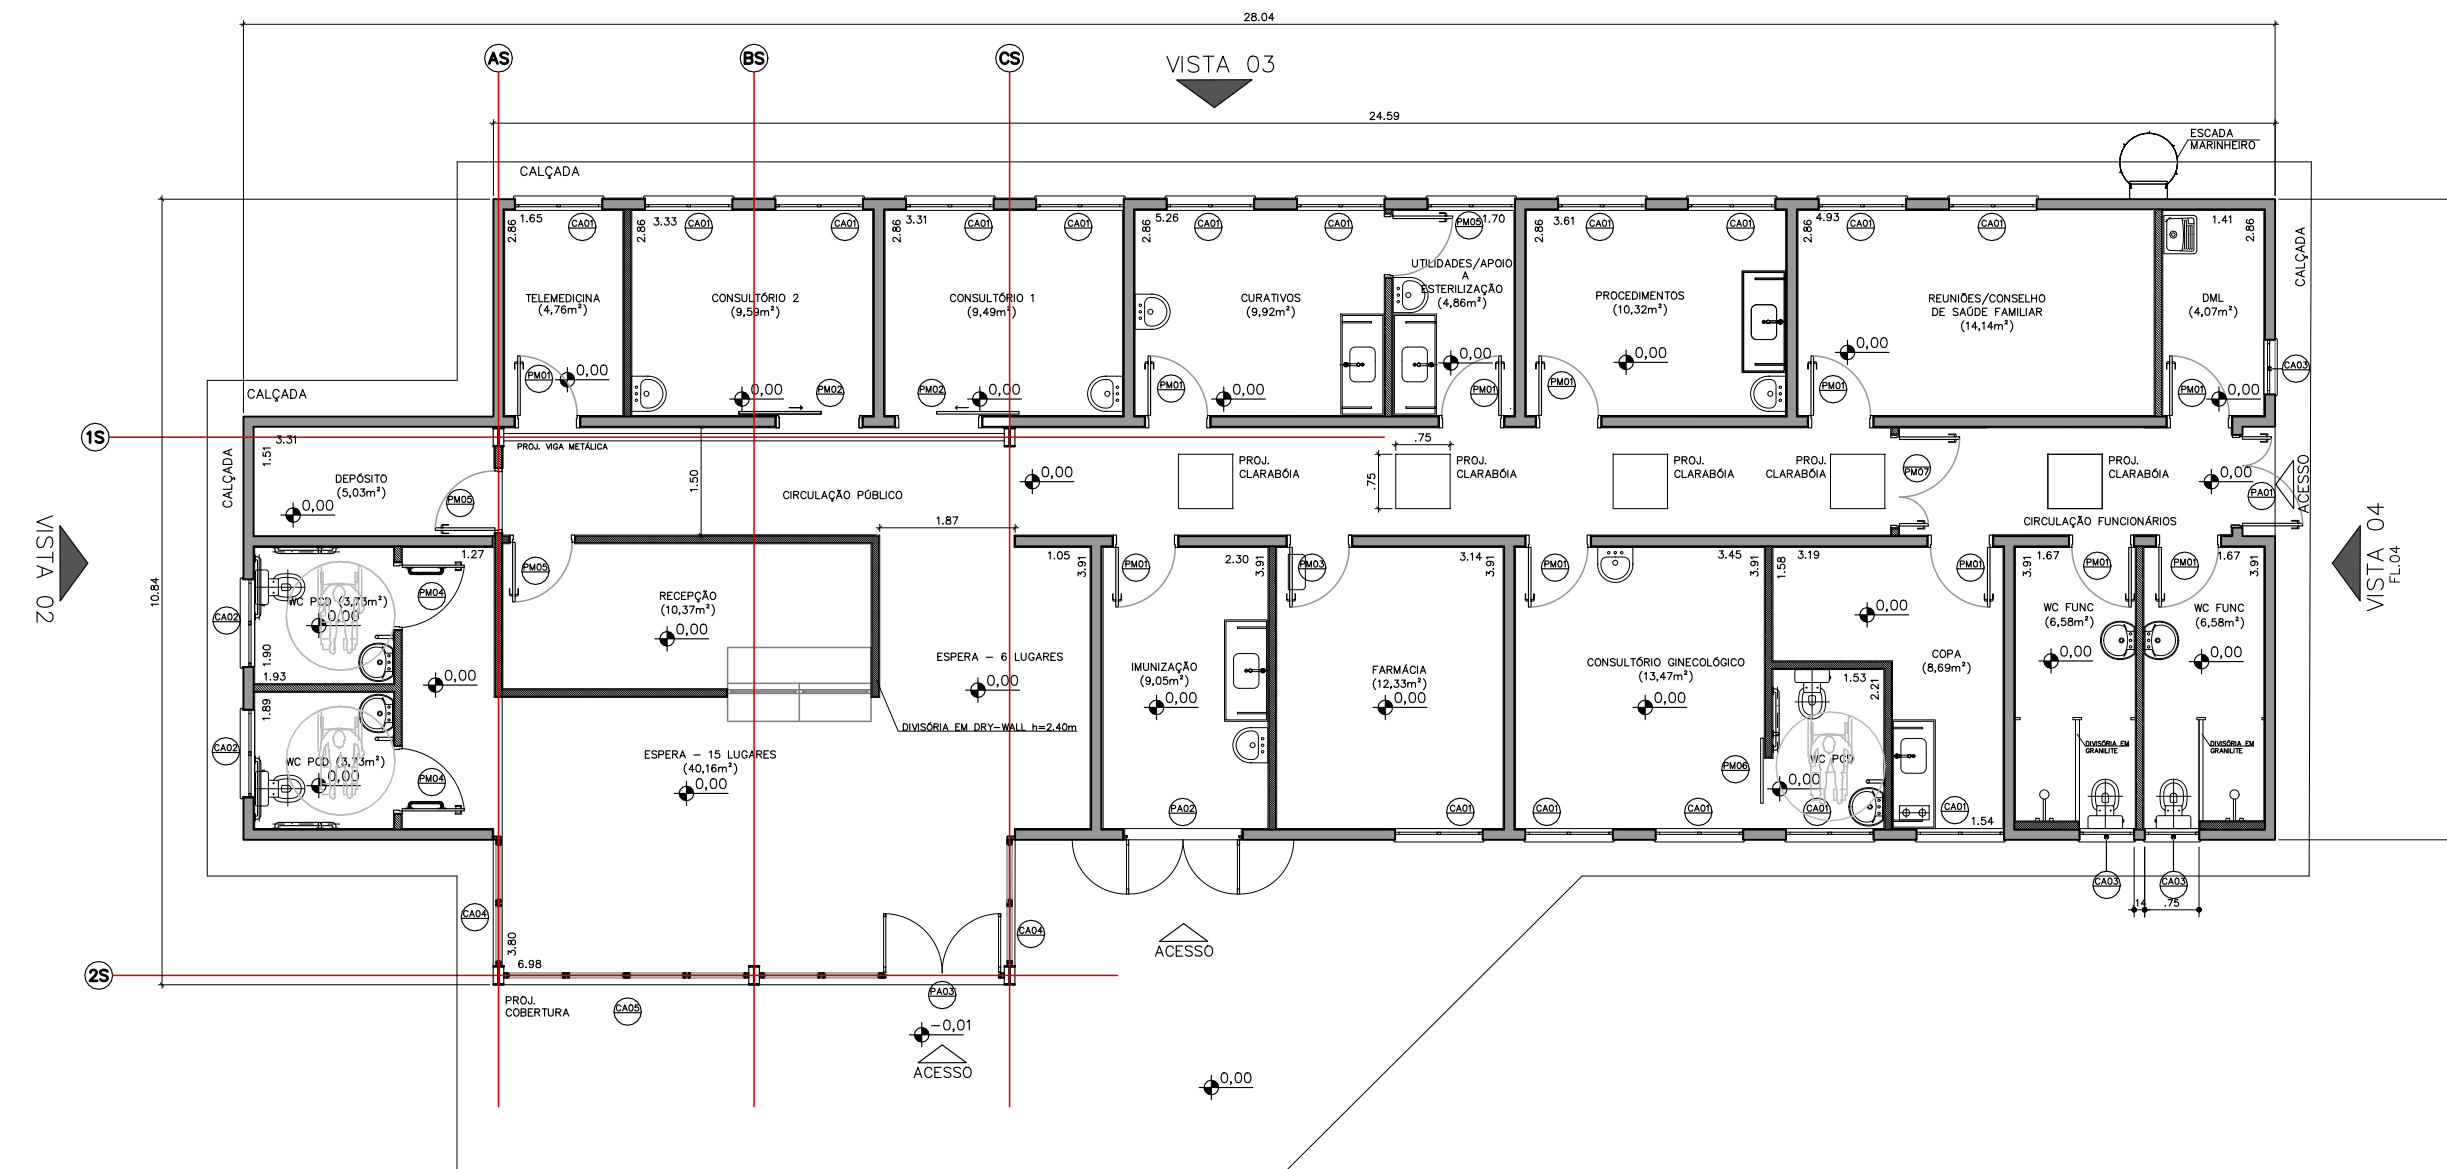 28.04
AS
BS
CS
VISTA 03
24.59
ESCADA
MARINHEIRO
CALÇADA
1.65
CA01
3.33
CA01
CA01
3.31
CA01
CA01
5.26
CA01
CA01
PM05
1.70
3.61
CA01
CA01
4.93
CA01
CA01
1.41
2.86
2.86
2.86
2.86
2.86
2.86
2.86
CALÇADA
UTILIDADES/APOIO
A
ESTERILIZAÇÃO
(4,86m²)
TELEMEDICINA
(4,76m²)
CONSULTÓRIO 2
(9,59m²)
CONSULTÓRIO 1
(9,49m²)
CURATIVOS
(9,92m²)
PROCEDIMENTOS
(10,32m²)
REUNIÕES/CONSELHO
DE SAÚDE FAMILIAR
(14,14m²)
DML
(4,07m²)
0,00
0,00
0,00
0,00
0,00
0,00
0,00
0,00
PM01
PM02
PM02
PM01
PM01
PM01
PM01
PM01
CA03
CALÇADA
1S
3.31
1.51
PROJ. VIGA METÁLICA
DEPÓSITO
(5,03m²)
0,00
PM05
CALÇADA
1.50
CIRCULAÇÃO PÚBLICO
0,00
PROJ.
CLARABÓIA
.75
.75
PROJ.
CLARABÓIA
PROJ.
CLARABÓIA
PROJ.
CLARABÓIA
PM07
PROJ.
CLARABÓIA
0,00
PA01
ACESSO
CIRCULAÇÃO FUNCIONÁRIOS
1.87
VISTA 02
VISTA 04
FL.04
10.84
1.27
PM05
1.05
3.91
PM01
2.30
3.91
PM03
3.14
3.91
PM01
3.45
3.91
1.58
3.19
PM01
3.91
1.67
PM01
PM01
1.67
3.91
PM04
CA02
WC PCD (3,73m²)
0,00
1.90
1.93
0,00
RECEPÇÃO
(10,37m²)
0,00
ESPERA – 6 LUGARES
0,00
IMUNIZAÇÃO
(9,05m²)
0,00
FARMÁCIA
(12,33m²)
0,00
CONSULTÓRIO GINECOLÓGICO
(13,47m²)
0,00
0,00
COPA
(8,69m²)
WC FUNC
(6,58m²)
0,00
WC FUNC
(6,58m²)
0,00
1.53
2.21
1.89
CA02
WC PCD (3,73m²)
0,00
PM04
DIVISÓRIA EM DRY–WALL h=2.40m
ESPERA – 15 LUGARES
(40,16m²)
0,00
PM06
WC PCD
0,00
DIVISÓRIA EM
GRANILITE
DIVISÓRIA EM
GRANILITE
PA02
CA01
CA01
CA01
CA01
CA01
1.54
CA03
CA03
.14
.75
CA04
CA04
3.80
6.98
2S
PROJ.
COBERTURA
CA05
PA03
–0,01
ACESSO
ACESSO
0,00